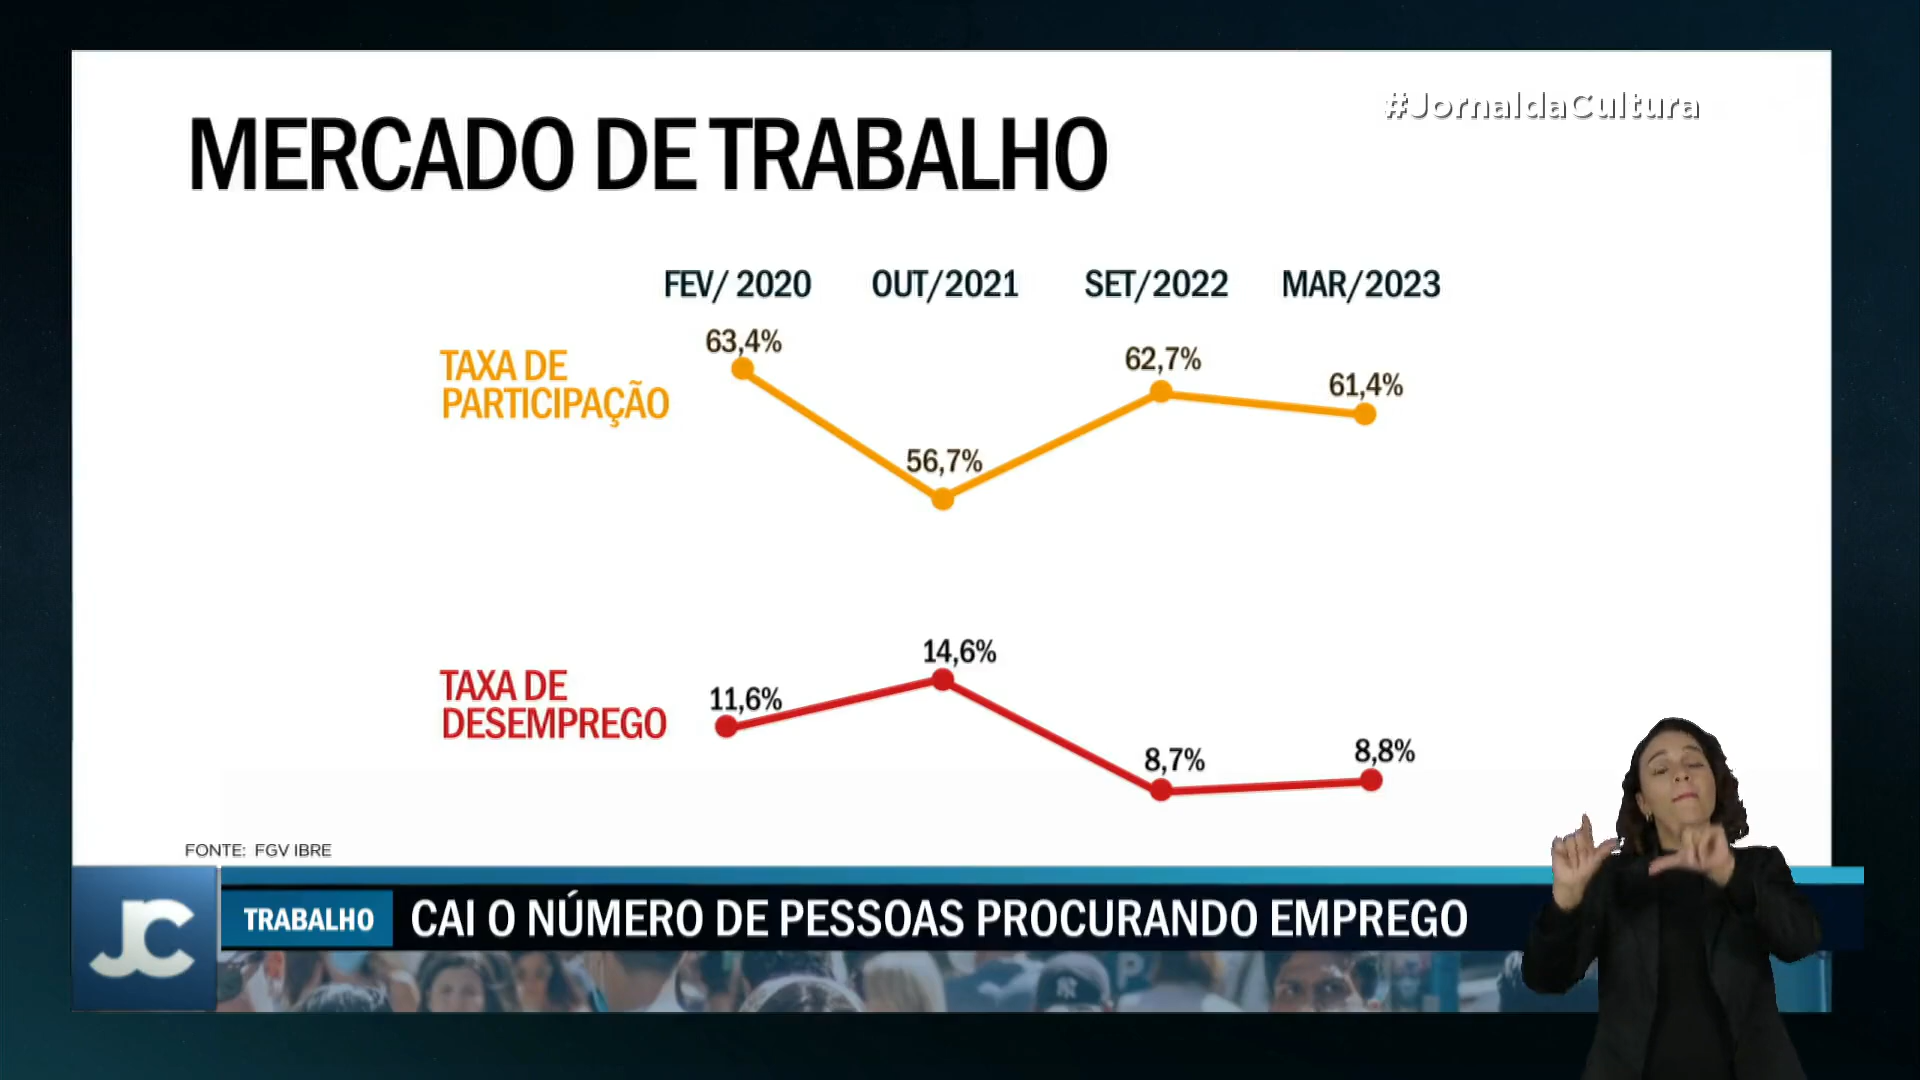 #JornaldaCultura
MERCADO DE TRABALHO
FEV/ 2020 OUT/2021 SET/2022 MAR/2023
TAXA DE
PARTICIPAÇÃO
63,4% 56,7% 62,7% 61,4%
TAXA DE
DESEMPREGO
11,6% 14,6% 8,7% 8,8%
FONTE: FGV IBRE
JC
TRABALHO
CAI O NÚMERO DE PESSOAS PROCURANDO EMPREGO
P
NY